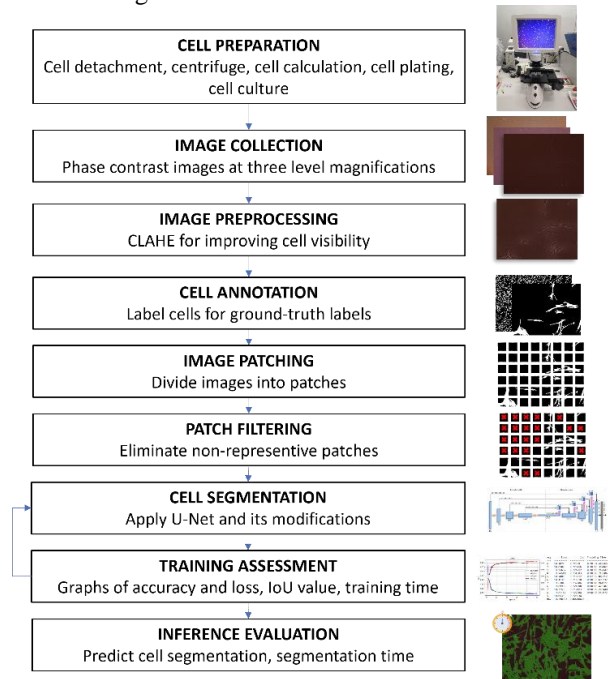 CELL PREPARATION
Cell detachment, centrifuge, cell calculation, cell plating,
cell culture
IMAGE COLLECTION
Phase contrast images at three level magnifications
IMAGE PREPROCESSING
CLAHE for improving cell visibility
CELL ANNOTATION
Label cells for ground-truth labels
IMAGE PATCHING
Divide images into patches
PATCH FILTERING
Eliminate non-representive patches
CELL SEGMENTATION
Apply U-Net and its modifications
TRAINING ASSESSMENT
Graphs of accuracy and loss, IoU value, training time
INFERENCE EVALUATION
Predict cell segmentation, segmentation time